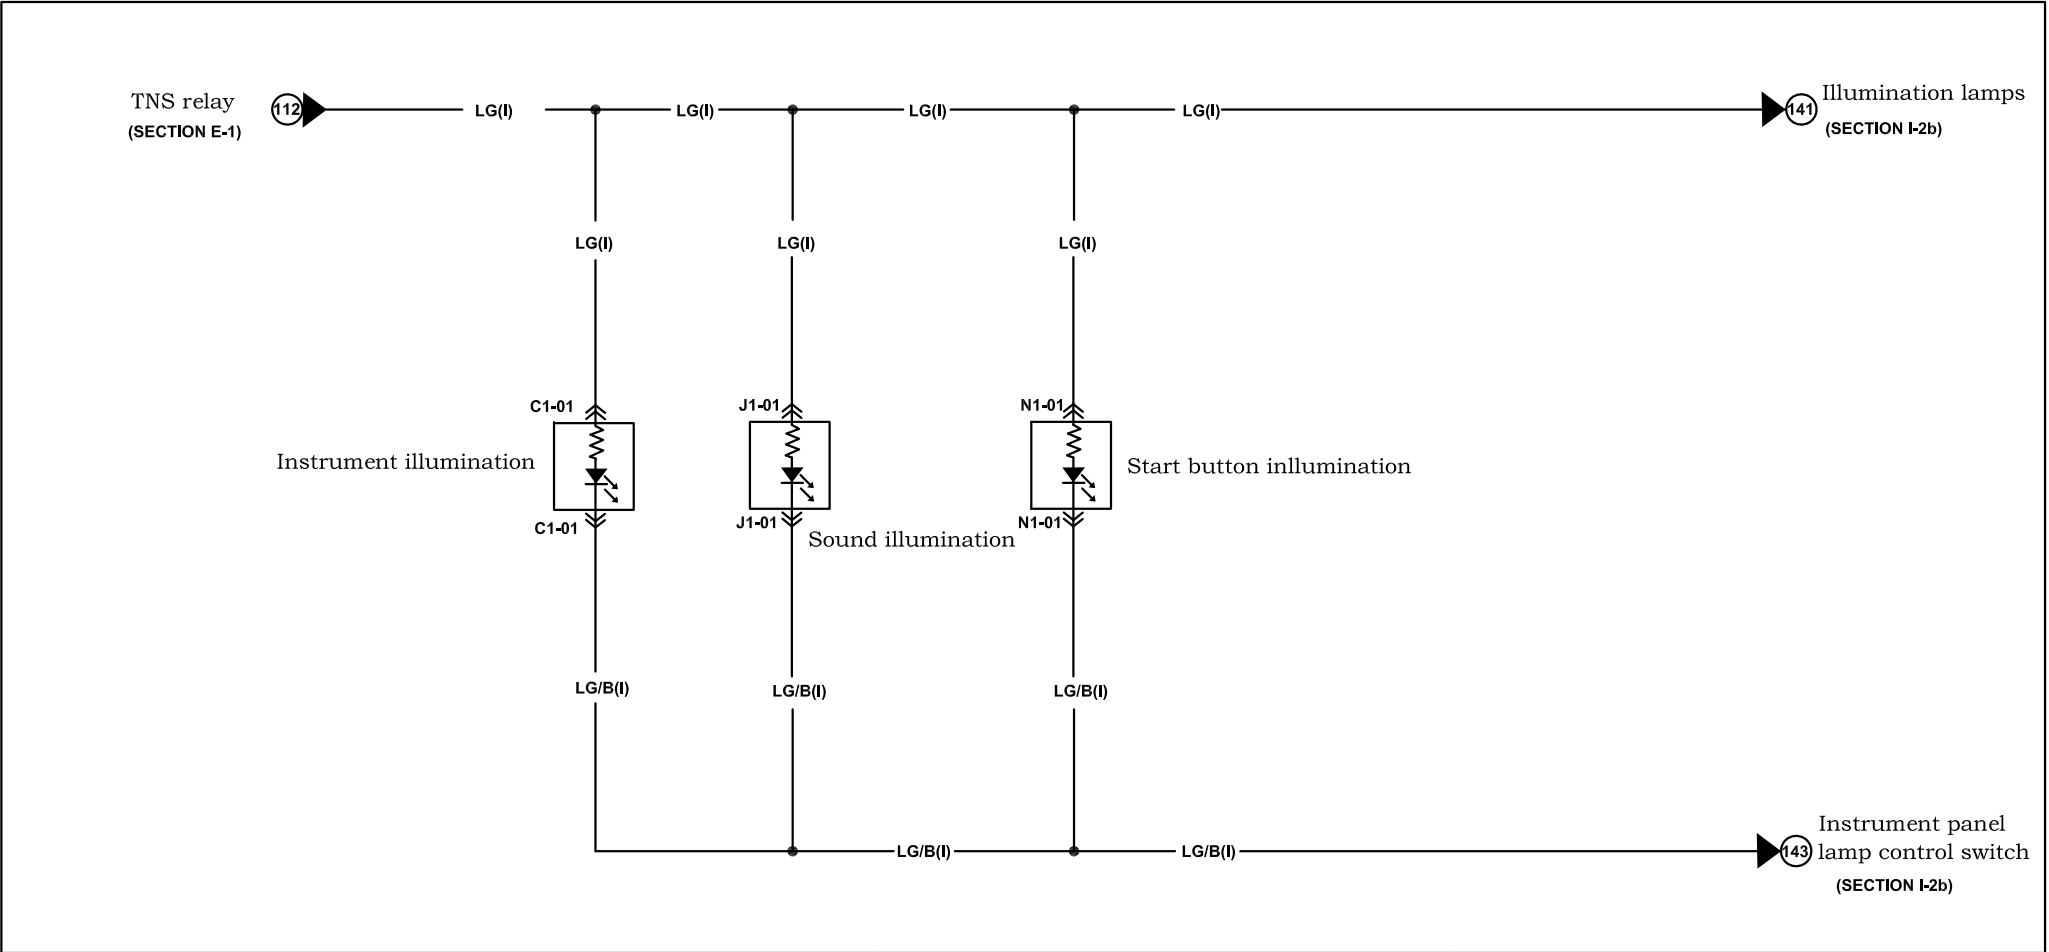 TNS relay
(SECTION E-1)
112
LG(I)
LG(I)
LG(I)
LG(I)
141
Illumination lamps
(SECTION I-2b)
LG(I)
LG(I)
LG(I)
C1-01
J1-01
N1-01
Instrument illumination
Start button inllumination
C1-01
J1-01
N1-01
Sound illumination
LG/B(I)
LG/B(I)
LG/B(I)
LG/B(I)
LG/B(I)
143
Instrument panel
lamp control switch
(SECTION I-2b)